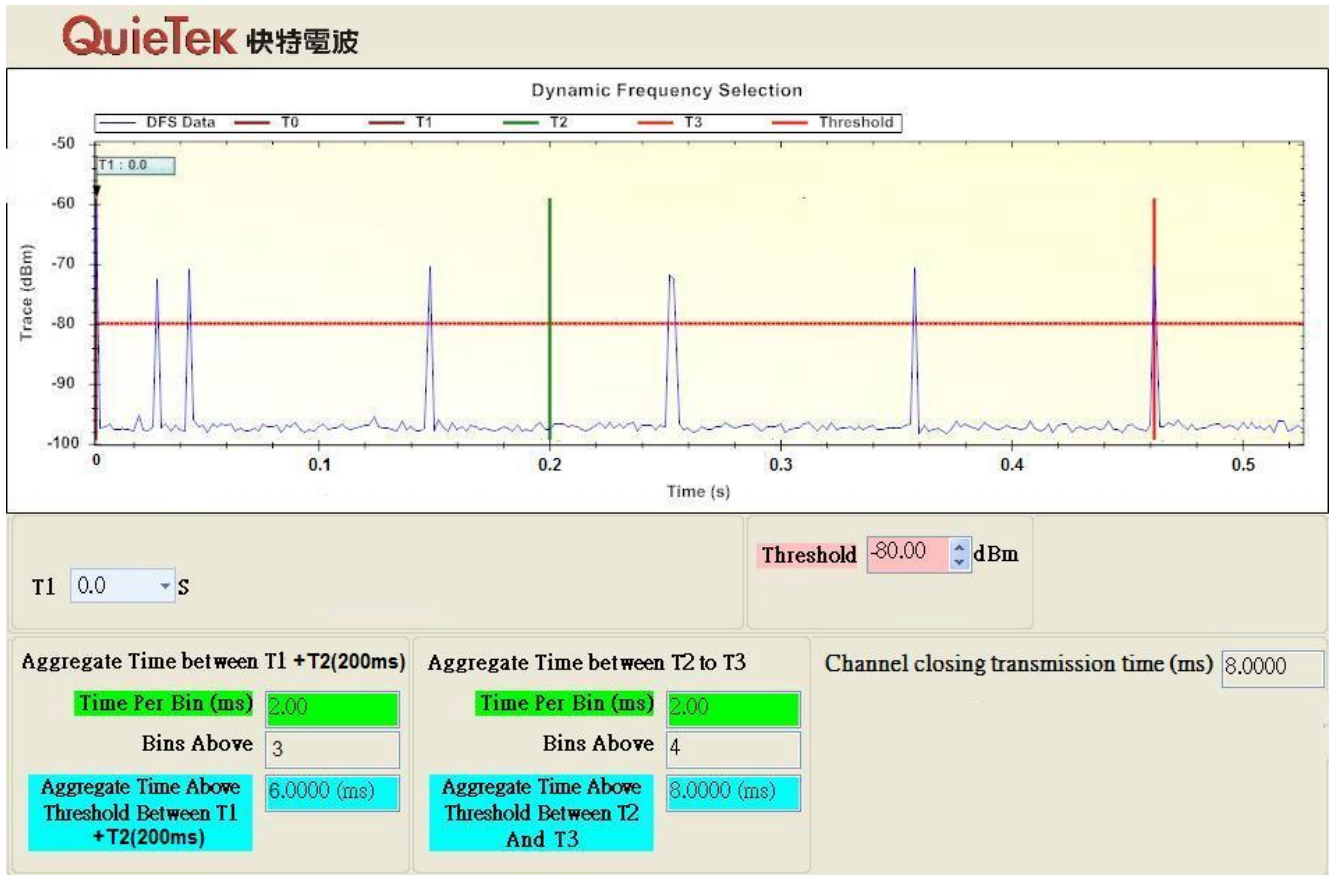 QuieTek 快特電波
Dynamic Frequency Selection
DFS Data T0 T1 T2 T3 Threshold
T1 : 0.0
Trace (dBm)
-50
-60
-70
-80
-90
-100
0 0.1 0.2 0.3 0.4 0.5
Time (s)
T1 0.0 S
Threshold -80.00 dBm
Aggregate Time between T1 +T2(200ms)
Time Per Bin (ms) 2.00
Bins Above 3
Aggregate Time Above
Threshold Between T1
+T2(200ms)
6.0000 (ms)
Aggregate Time between T2 to T3
Time Per Bin (ms) 2.00
Bins Above 4
Aggregate Time Above
Threshold Between T2
And T3
8.0000 (ms)
Channel closing transmission time (ms) 8.0000